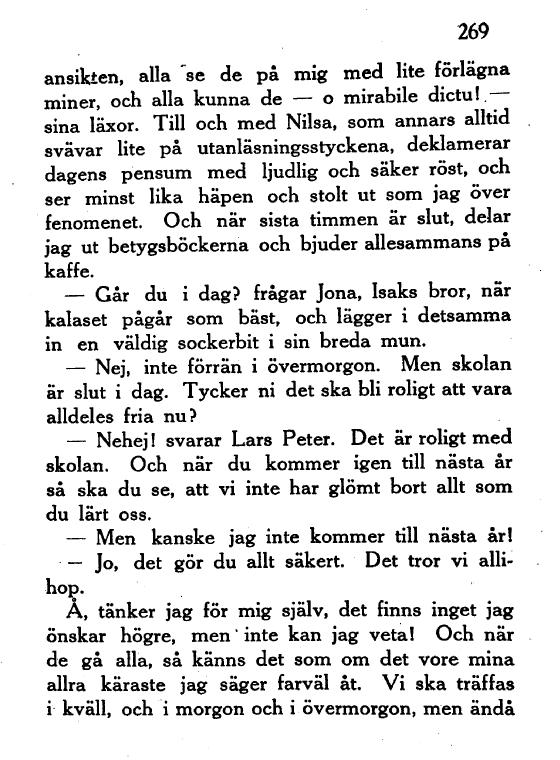 269
ansikten, alla se de på mig med lite förlägna
miner, och alla kunna de — o mirabile dictu! —
sina läxor. Till och med Nilsa, som annars alltid
svävar lite på utanläsningsstyckena, deklamerar
dagens pensum med ljudlig och säker röst, och
ser minst lika häpen och stolt ut som jag över
fenomenet. Och när sista timmen är slut, delar
jag ut betygsböckerna och bjuder allesammans på
kaffe.
— Går du i dag? frågar Jona, Isaks bror, när
kalaset pågår som bäst, och lägger i detsamma
in en väldig sockerbit i sin breda mun.
— Nej, inte förrän i övermorgon. Men skolan
är slut i dag. Tycker ni det ska bli roligt att vara
alldeles fria nu?
— Nehej! svarar Lars Peter. Det är roligt med
skolan. Och när du kommer igen till nästa år
så ska du se, att vi inte har glömt bort allt som
du lärt oss.
— Men kanske jag inte kommer till nästa år!
— Jo, det gör du allt säkert. Det tror vi alli-
hop.
Å, tänker jag för mig själv, det finns inget jag
önskar högre, men inte kan jag veta! Och när
de gå alla, så känns det som om det vore mina
allra käraste jag säger farväl åt. Vi ska träffas
i kväll, och i morgon och i övermorgon, men ändå